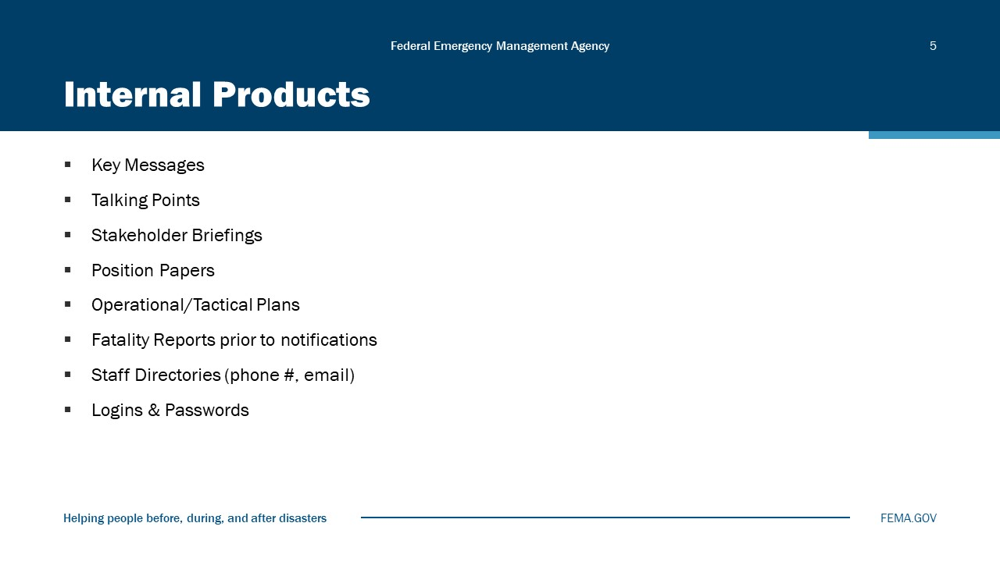 Federal Emergency Management Agency
5
Internal Products
▪ Key Messages
▪ Talking Points
▪ Stakeholder Briefings
▪ Position Papers
▪ Operational/Tactical Plans
▪ Fatality Reports prior to notifications
▪ Staff Directories (phone #, email)
▪ Logins & Passwords
Helping people before, during, and after disasters
FEMA.GOV